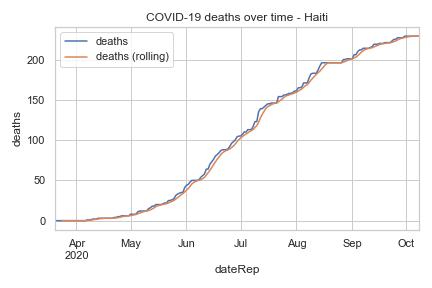 COVID-19 deaths over time - Haiti
deaths
deaths (rolling)
deaths
200
150
100
50
0
Apr
2020
May
Jun
Jul
Aug
Sep
Oct
dateRep